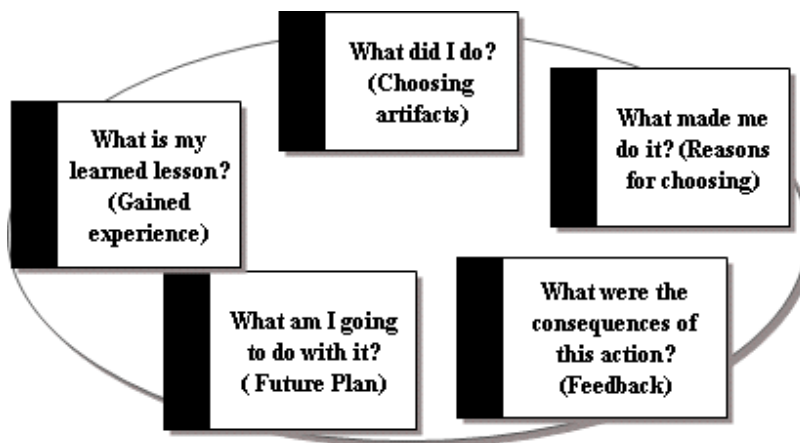 What did I do?
(Choosing
artifacts)
What made me
do it? (Reasons
for choosing)
What were the
consequences of
this action?
(Feedback)
What am I going
to do with it?
( Future Plan)
What is my
learned lesson?
(Gained
experience)